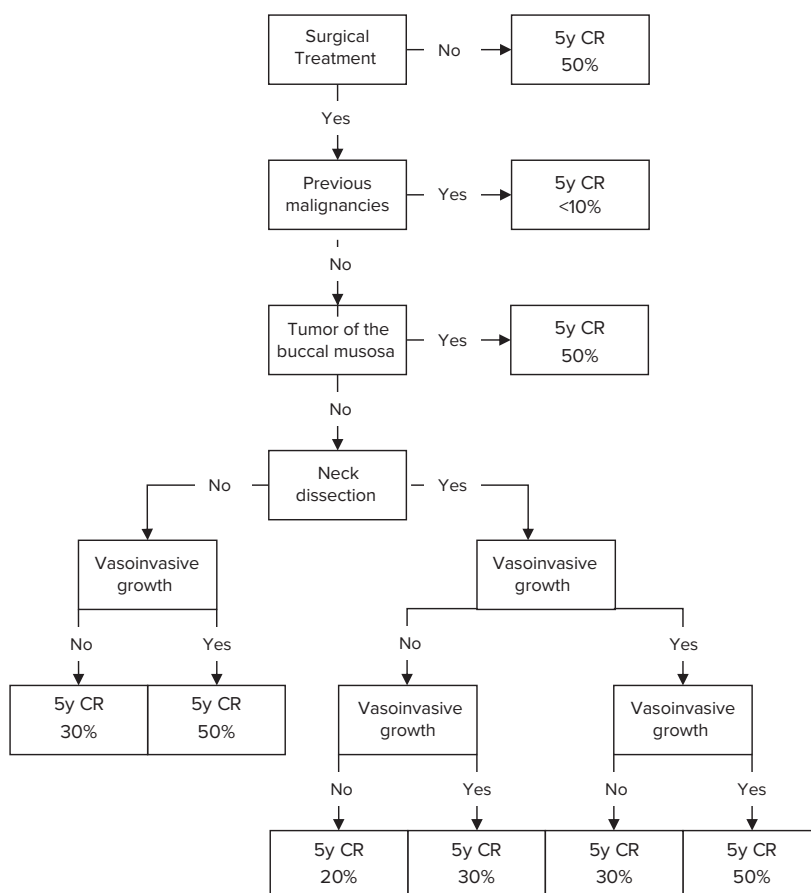 Surgical
Treatment
No
5y CR
50%
Yes
Previous
malignancies
Yes
5y CR
<10%
No
Tumor of the
buccal musosa
Yes
5y CR
50%
No
Neck
dissection
No
Yes
Vasoinvasive
growth
Vasoinvasive
growth
No
Yes
No
Yes
5y CR
30%
5y CR
50%
Vasoinvasive
growth
Vasoinvasive
growth
No
Yes
No
Yes
5y CR
20%
5y CR
30%
5y CR
30%
5y CR
50%